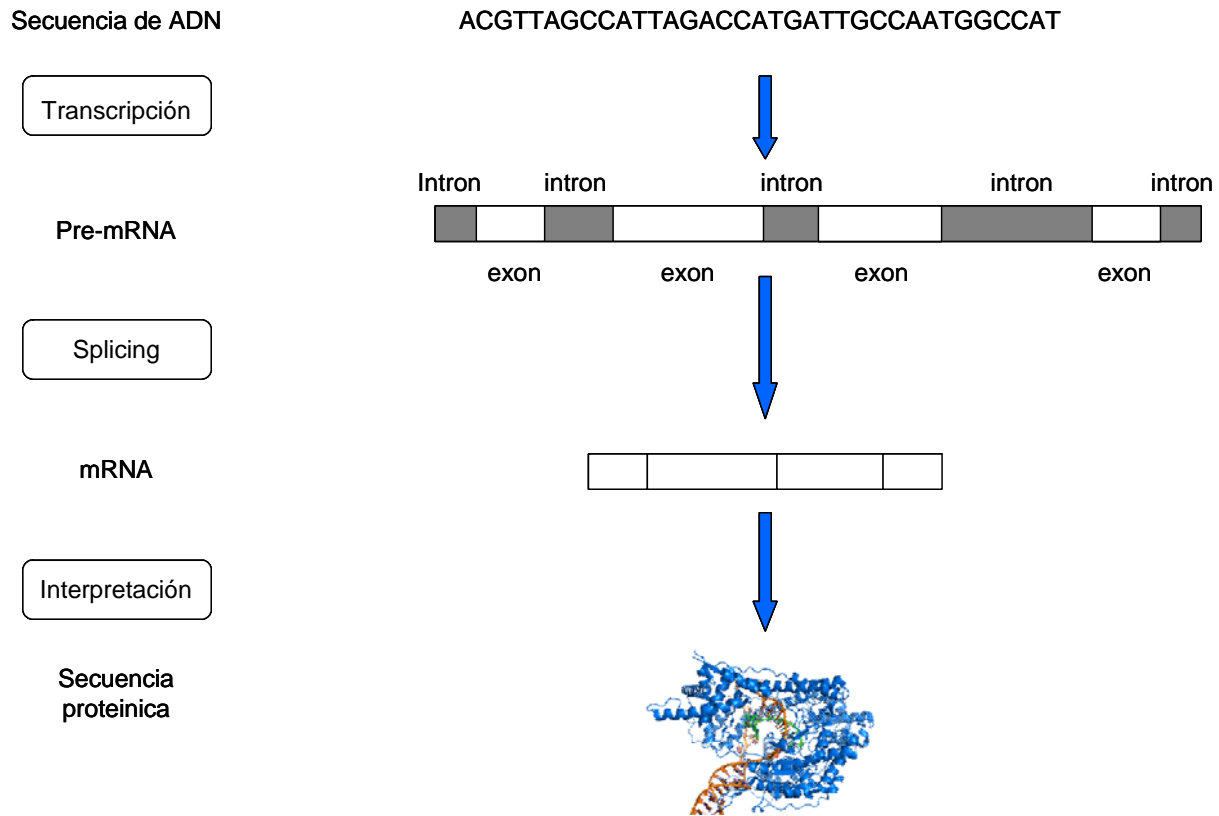 Secuencia de ADN
ACGTTAGCCATTAGACCATGATTGCCAATGGCCAT
Transcripción
Intron intron intron intron intron
Pre-mRNA
exon exon exon exon
Splicing
mRNA
Interpretación
Secuencia
proteinica